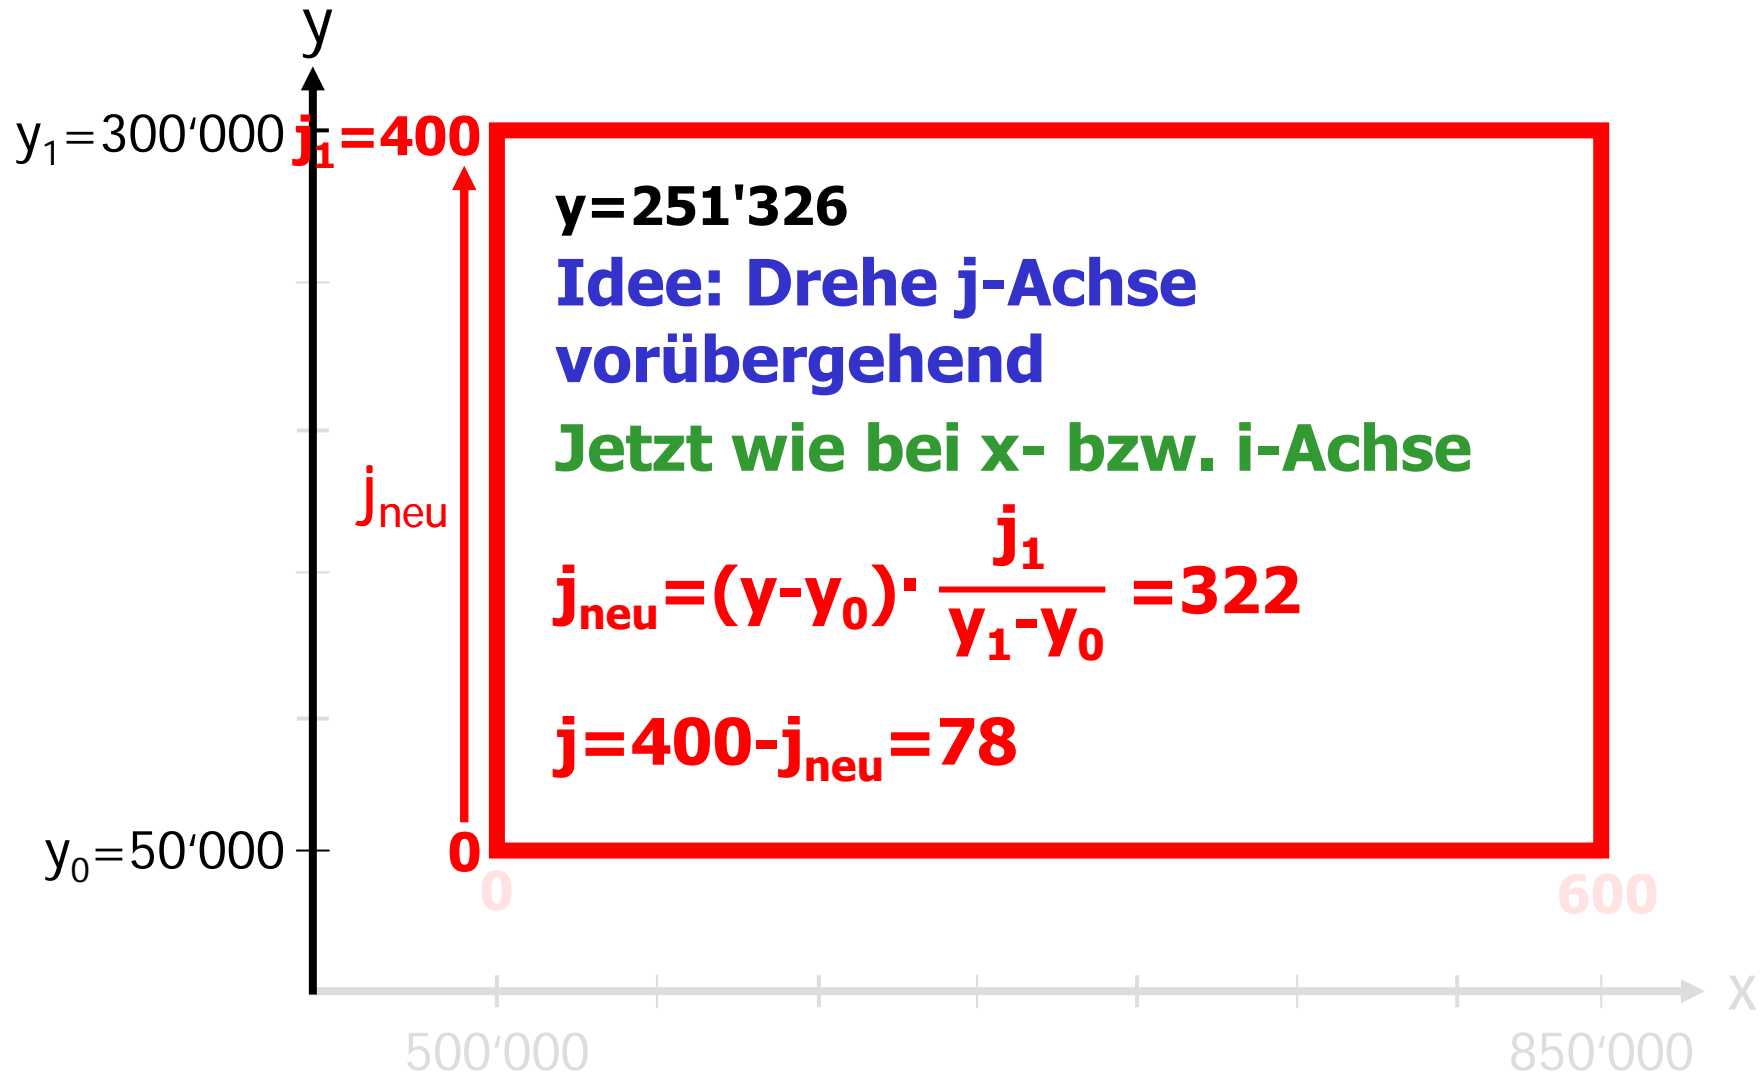 y
y₁=300‘000
j₁=400
y=251'326
Idee: Drehe j-Achse
vorübergehend
Jetzt wie bei x- bzw. i-Achse
jneu
j₁
jneu=(y-y₀)· =322
y₁-y₀
j=400-jneu=78
y₀=50‘000
0
0
600
x
500‘000
850‘000